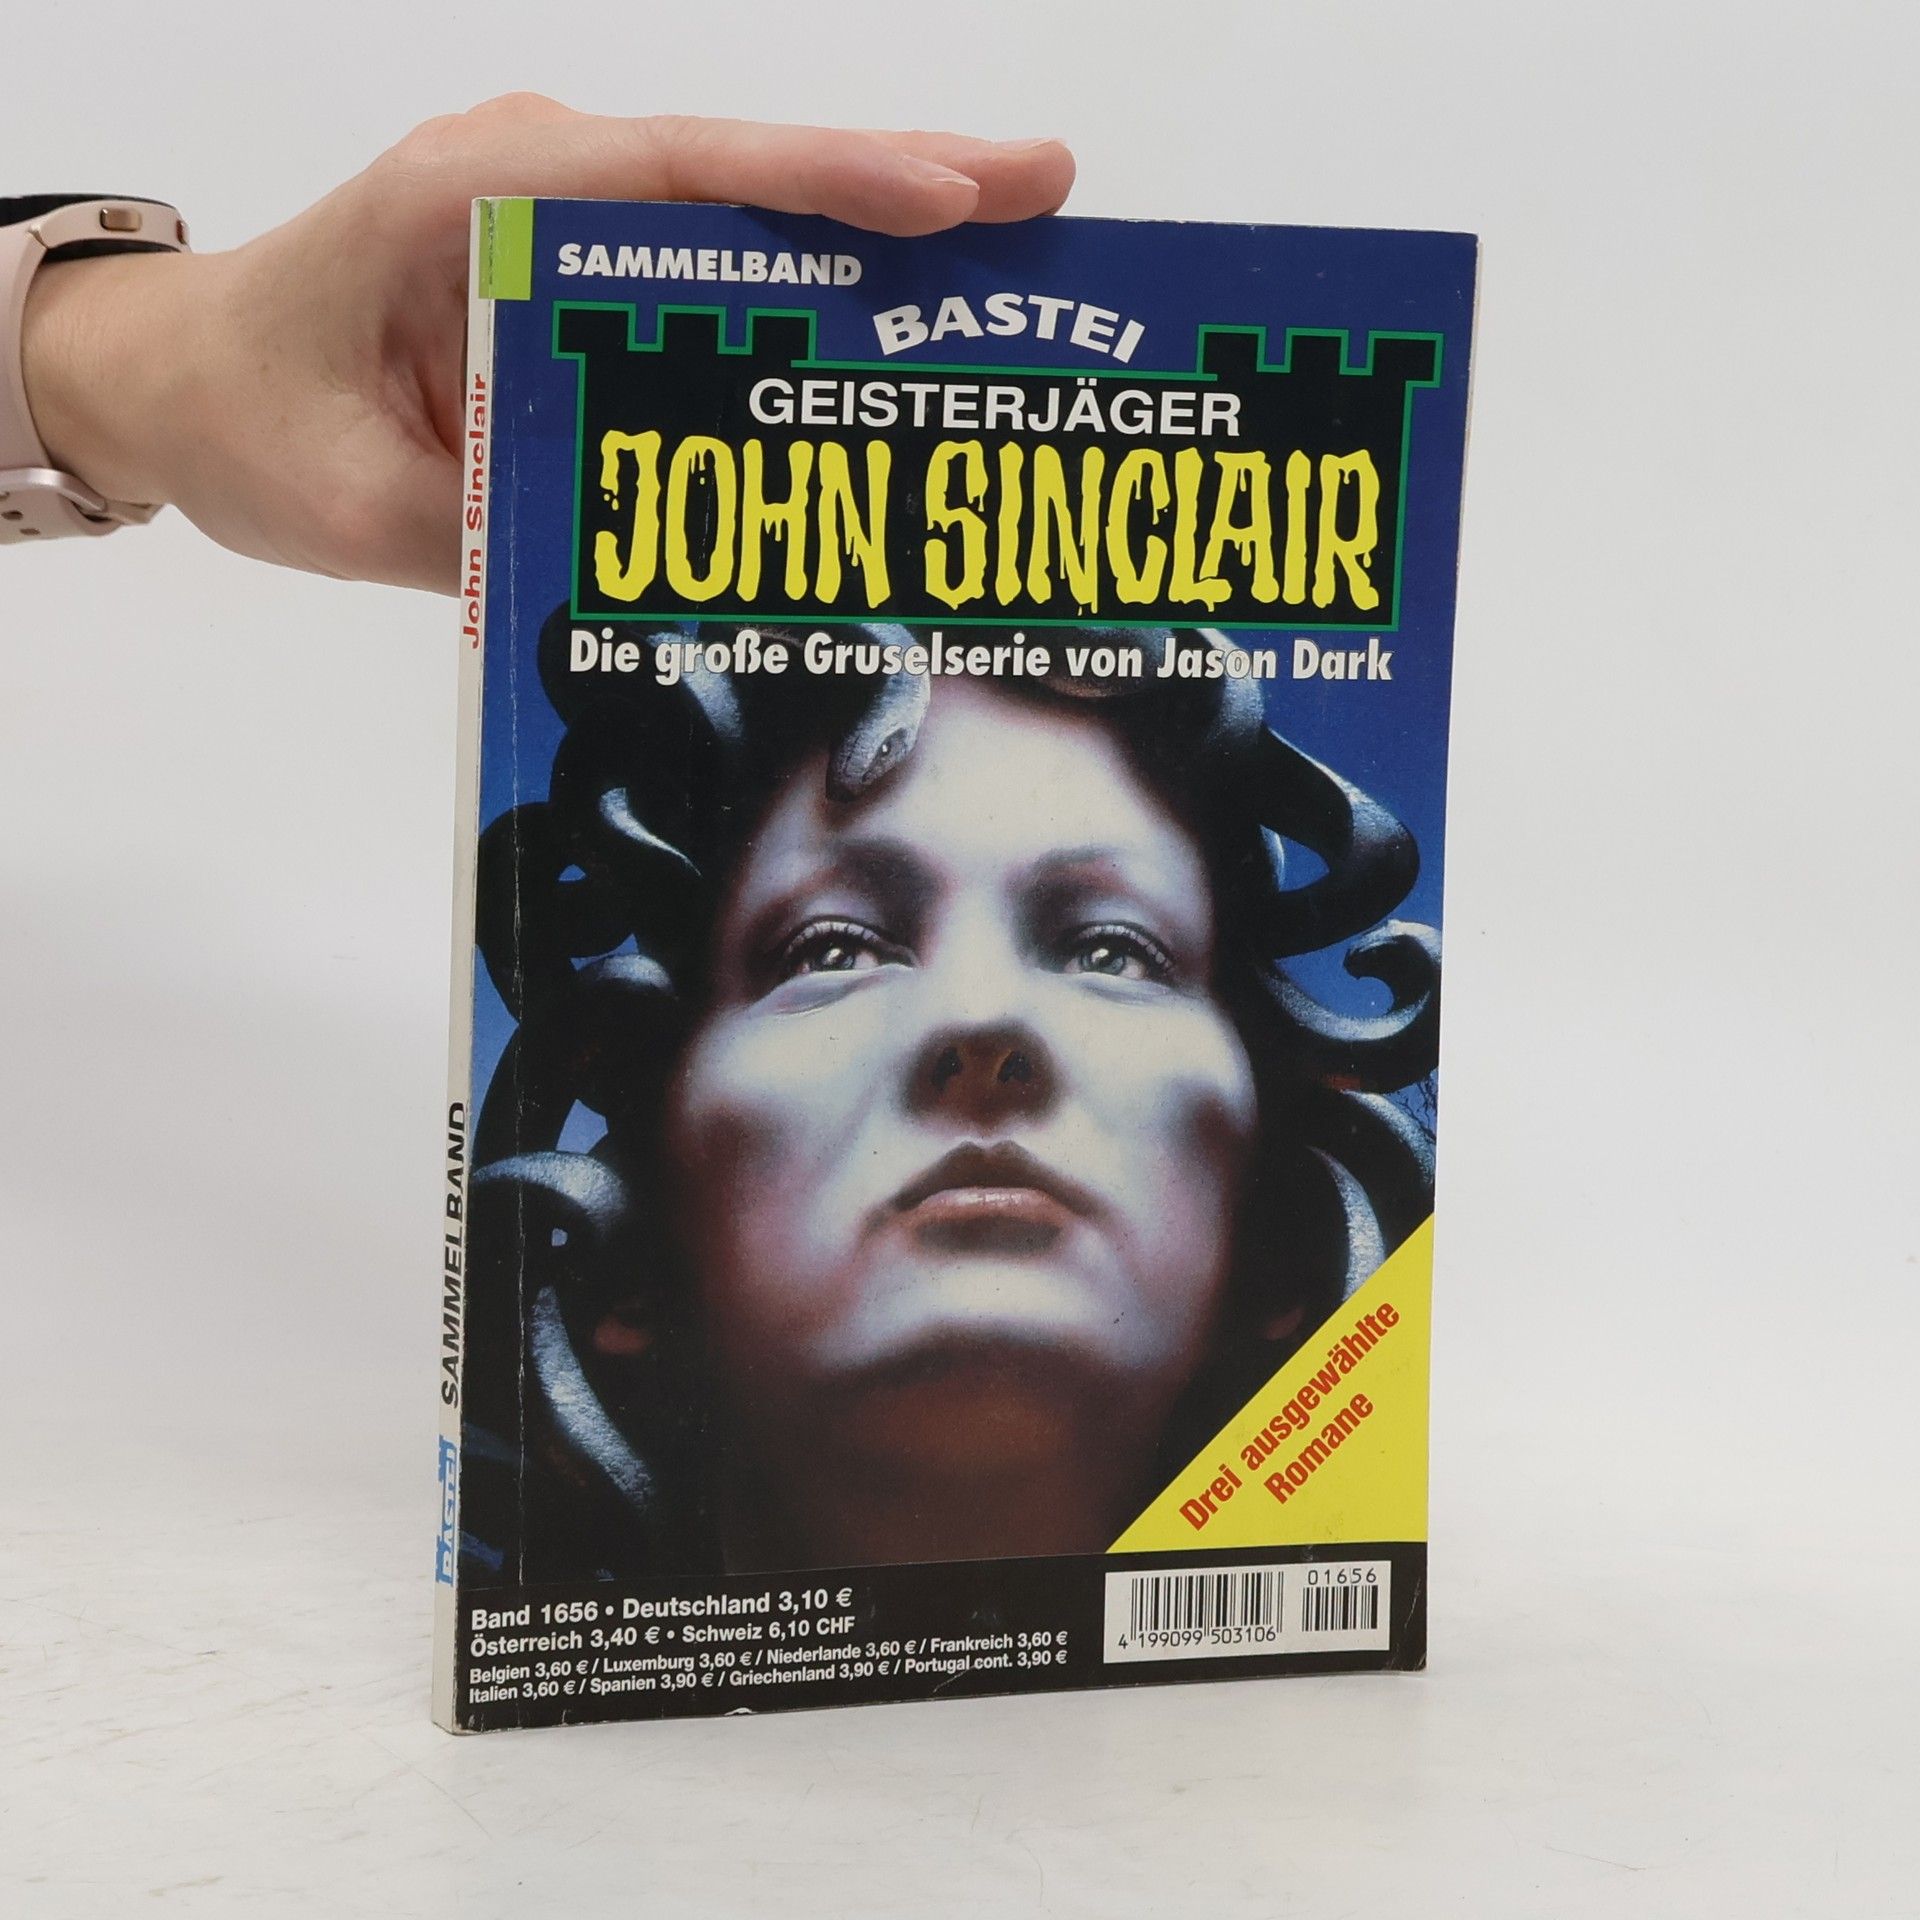 SAMMELBAND
BASTEI
GEISTERJÄGER
JOHN SINCLAIR
Die große Gruselserie von Jason Dark
Drei ausgewählte
Romane
Band 1656 • Deutschland 3,10 €
Österreich 3,40 € • Schweiz 6,10 CHF
Belgien 3,60 € / Luxemburg 3,60 € / Niederlande 3,60 € / Frankreich 3,60 €
Italien 3,60 € / Spanien 3,90 € / Griechenland 3,90 € / Portugal cont. 3,90 €
01656
4 199099 503106
John Sinclair
SAMMELBAND
BASTEI